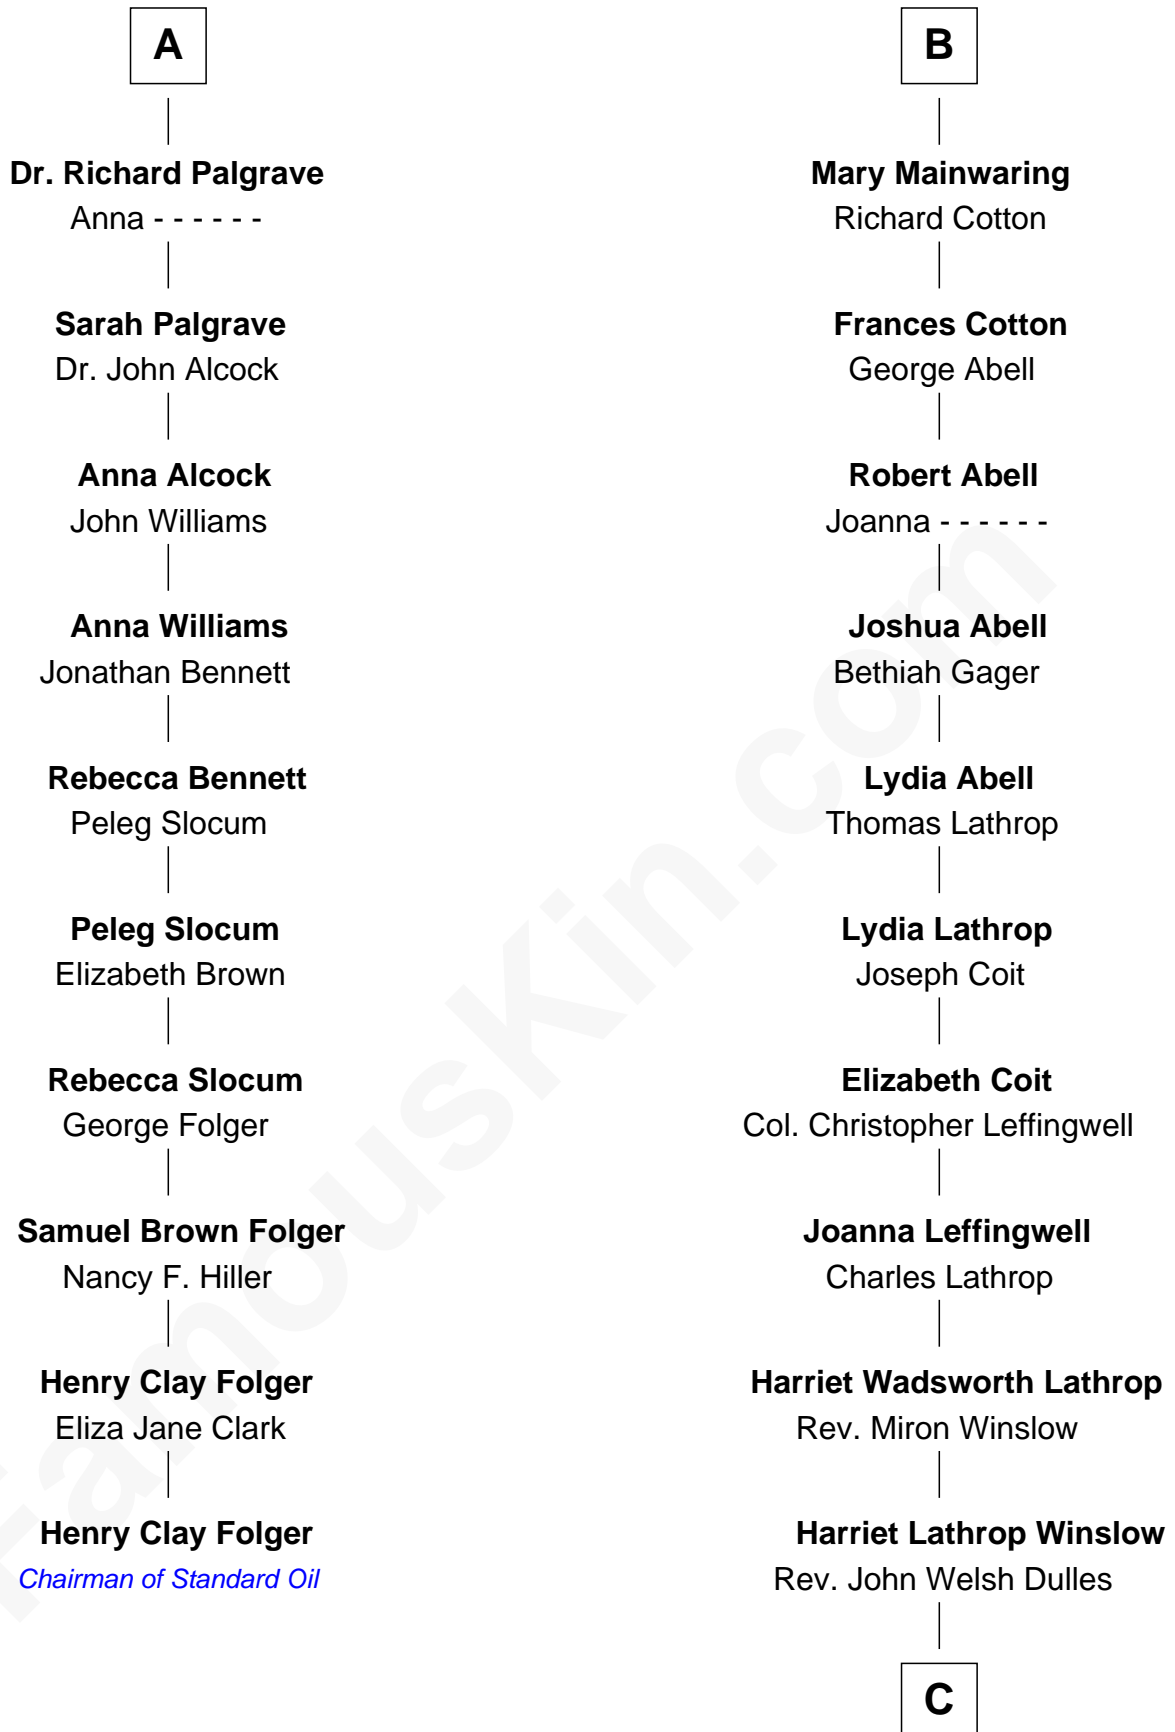 A
Dr. Richard Palgrave
Anna - - - - - -
Sarah Palgrave
Dr. John Alcock
Anna Alcock
John Williams
Anna Williams
Jonathan Bennett
Rebecca Bennett
Peleg Slocum
Peleg Slocum
Elizabeth Brown
Rebecca Slocum
George Folger
Samuel Brown Folger
Nancy F. Hiller
Henry Clay Folger
Eliza Jane Clark
Henry Clay Folger
Chairman of Standard Oil
B
Mary Mainwaring
Richard Cotton
Frances Cotton
George Abell
Robert Abell
Joanna - - - - - -
Joshua Abell
Bethiah Gager
Lydia Abell
Thomas Lathrop
Lydia Lathrop
Joseph Coit
Elizabeth Coit
Col. Christopher Leffingwell
Joanna Leffingwell
Charles Lathrop
Harriet Wadsworth Lathrop
Rev. Miron Winslow
Harriet Lathrop Winslow
Rev. John Welsh Dulles
C
FamousKin.com